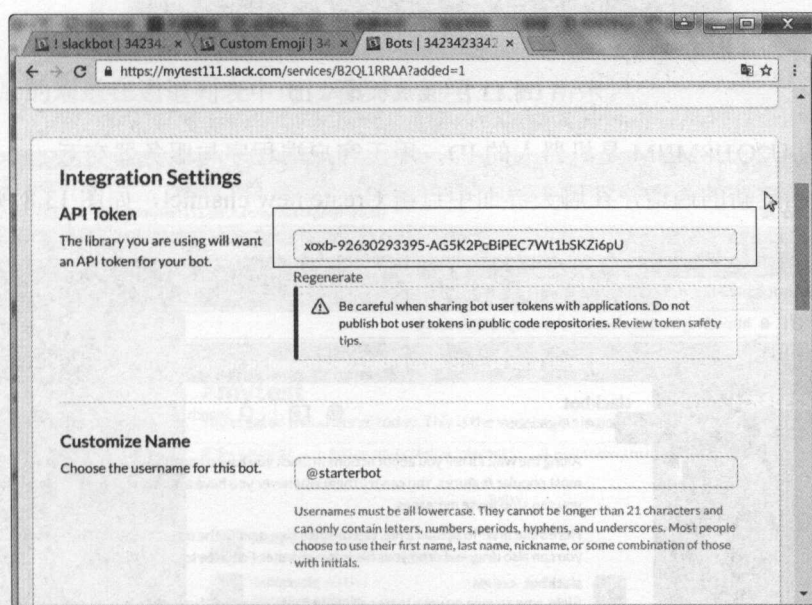 ! slackbot | 34234
Custom Emoji | 34
Bots | 3423423342
https://mytest111.slack.com/services/B2QL1RRAA?added=1
Integration Settings
API Token
The library you are using will want
an API token for your bot.
xoxb-92630293395-AG5K2PcBiPEC7Wt1bSKZi6pU
Regenerate
Be careful when sharing bot user tokens with applications. Do not
publish bot user tokens in public code repositories. Review token safety
tips.
Customize Name
Choose the username for this bot.
@starterbot
Usernames must be all lowercase. They cannot be longer than 21 characters and
can only contain letters, numbers, periods, hyphens, and underscores. Most people
choose to use their first name, last name, nickname, or some combination of those
with initials.